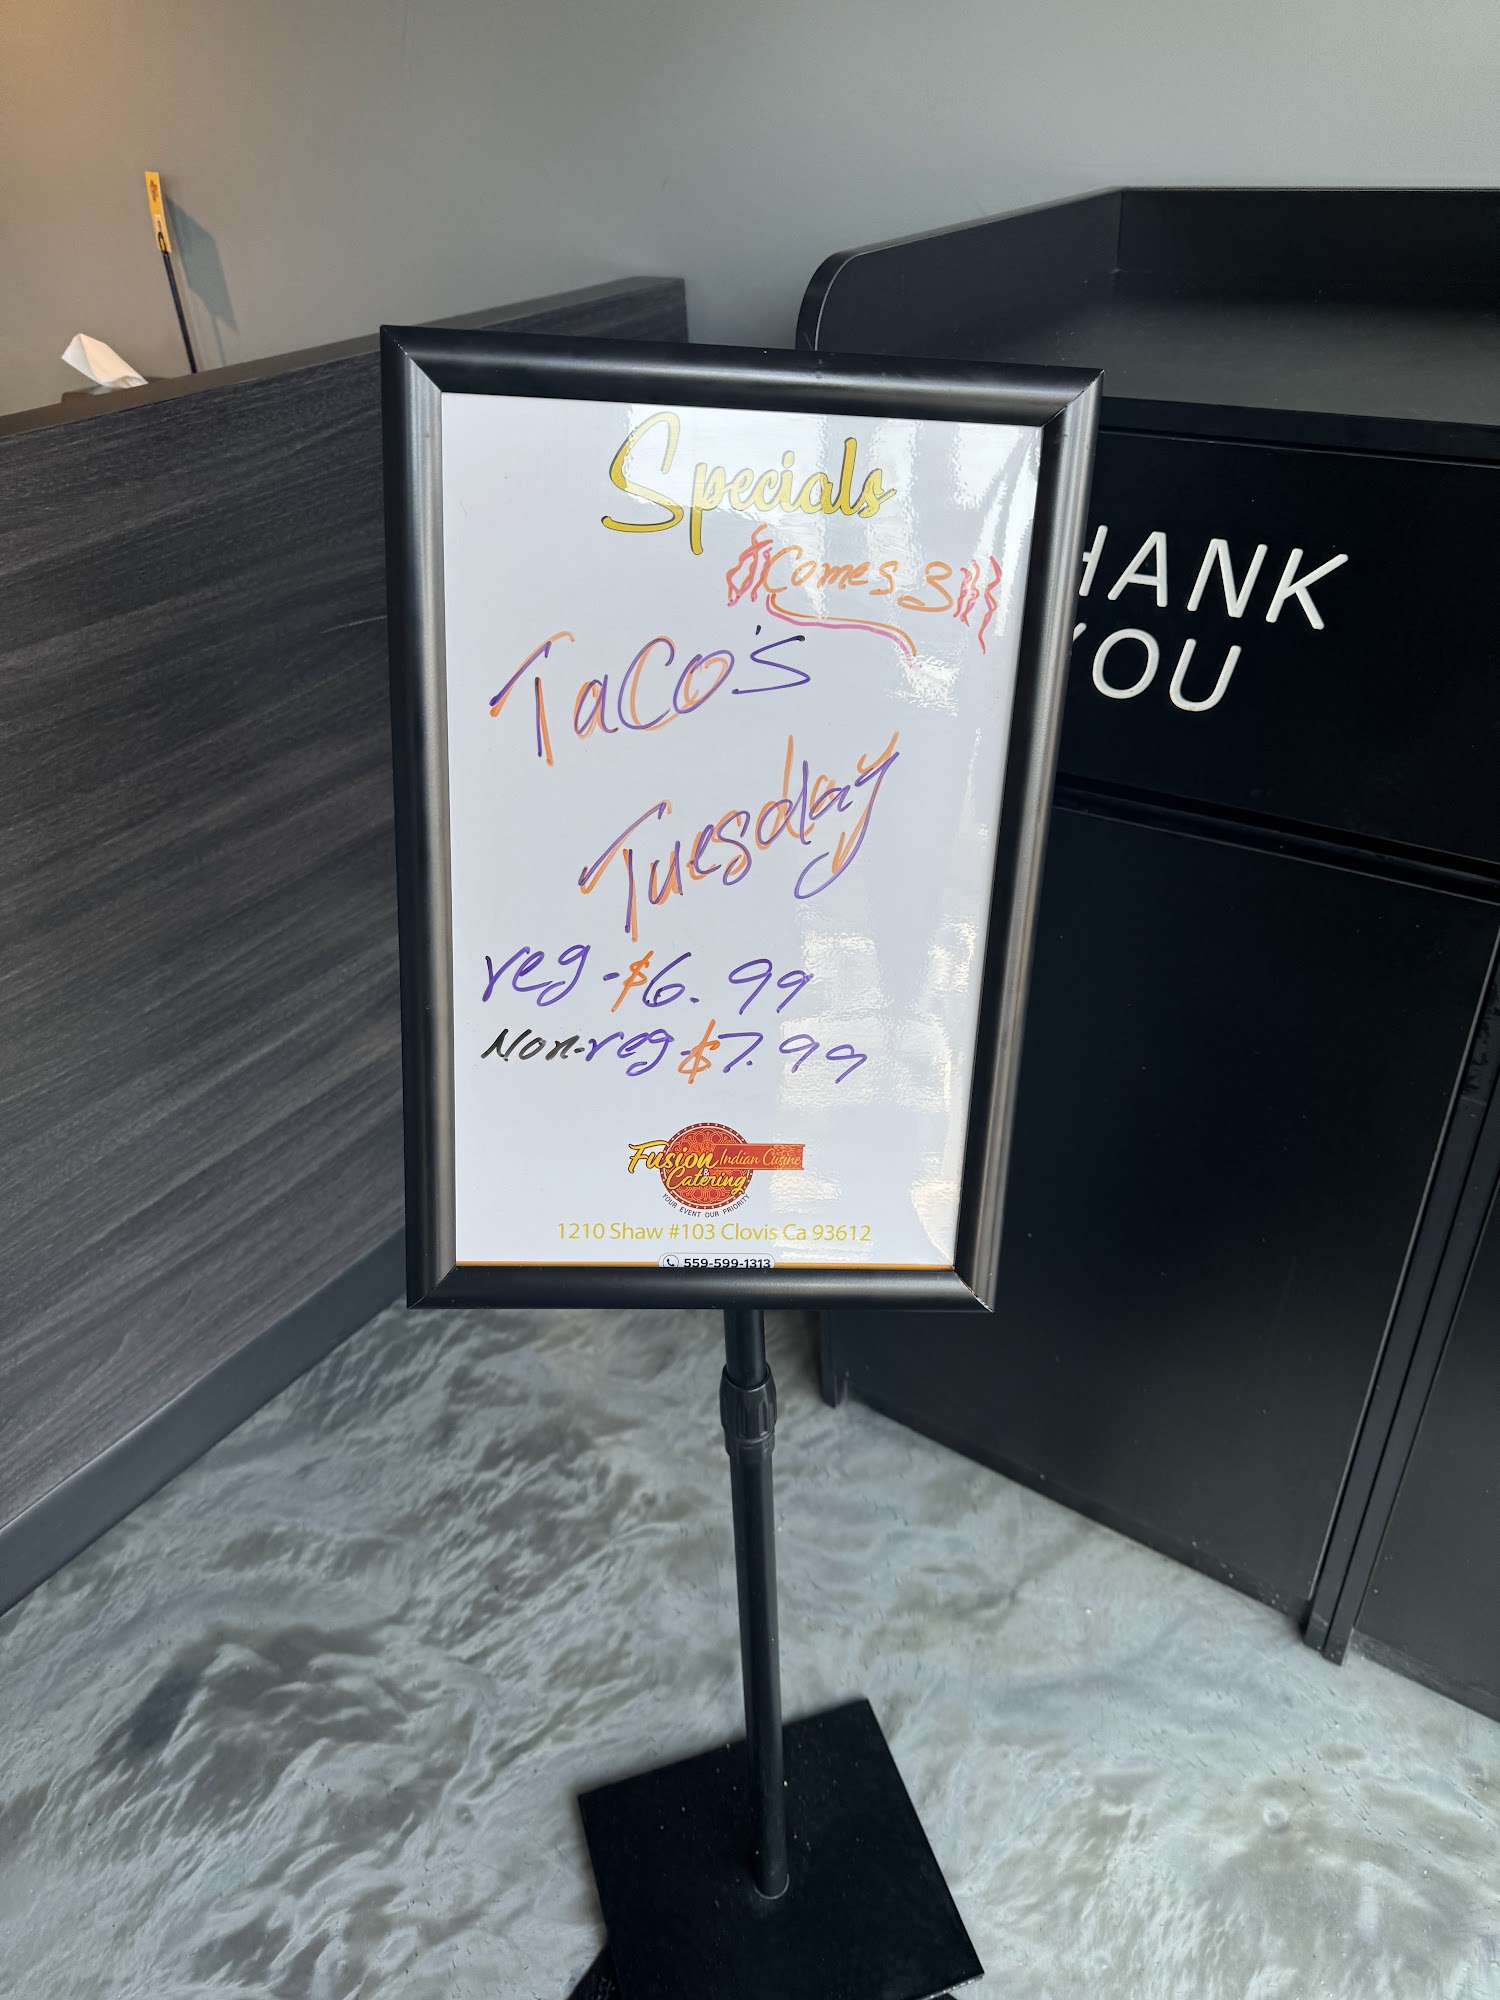 Specials
Comes 3
Taco's
Tuesday
reg - $6.99
Non-reg - $7.99
Fusion Indian Cusine
& Catering
YOUR EVENT OUR PRIORITY
1210 Shaw #103 Clovis Ca 93612
559-599-1313
HANK
YOU